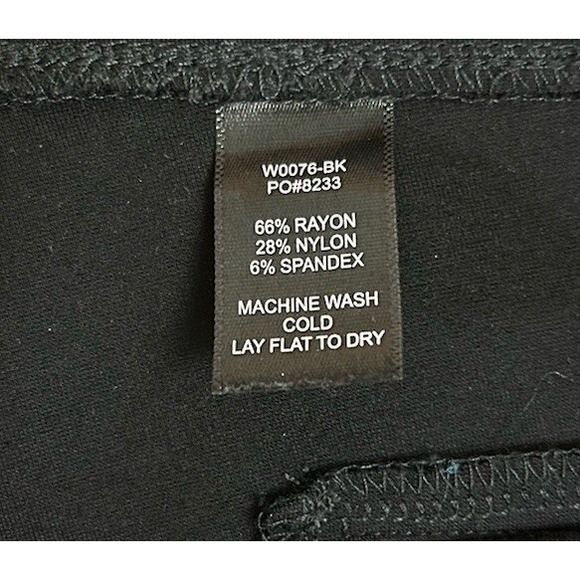 W0076-BK
PO#8233
66% RAYON
28% NYLON
6% SPANDEX
MACHINE WASH
COLD
LAY FLAT TO DRY